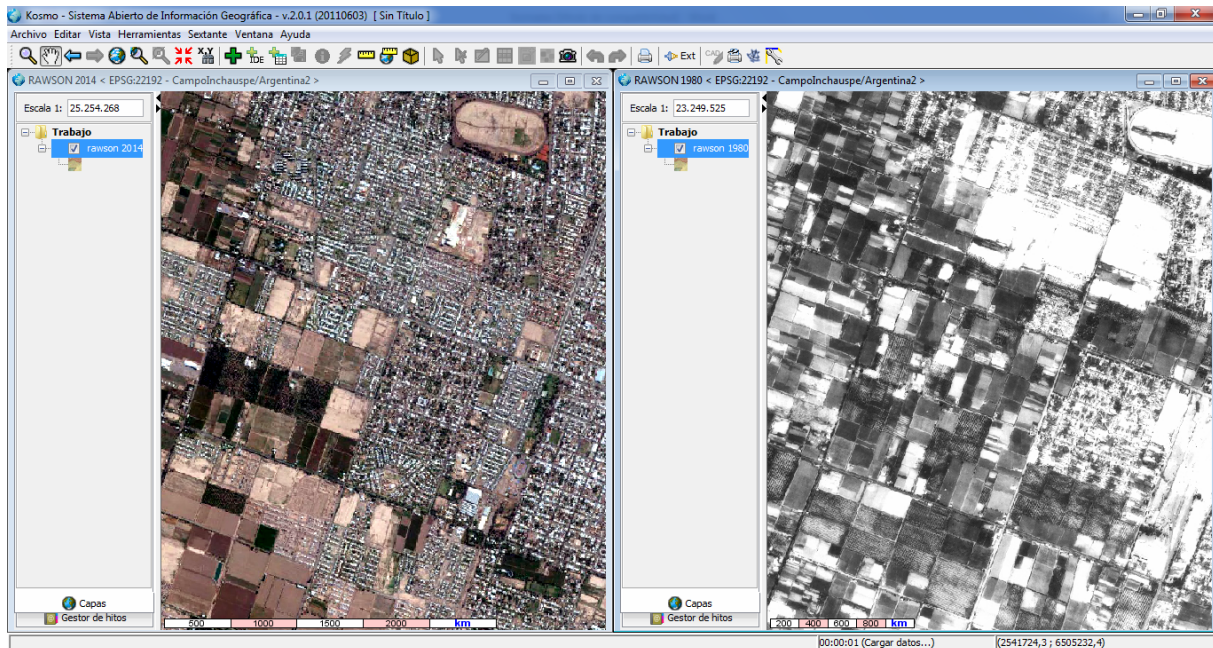 Kosmo - Sistema Abierto de Información Geográfica - v.2.0.1 (20110603) [ Sin Título ]
Archivo Editar Vista Herramientas Sextante Ventana Ayuda
X,Y IDE Ext CAD
RAWSON 2014 < EPSG:22192 - CampoInchauspe/Argentina2 >
Escala 1: 25.254.268
Trabajo
rawson 2014
Capas
Gestor de hitos
500 1000 1500 2000 km
RAWSON 1980 < EPSG:22192 - CampoInchauspe/Argentina2 >
Escala 1: 23.249.525
Trabajo
rawson 1980
Capas
Gestor de hitos
200 400 600 800 km
00:00:01 (Cargar datos...) (2541724,3 ; 6505232,4)